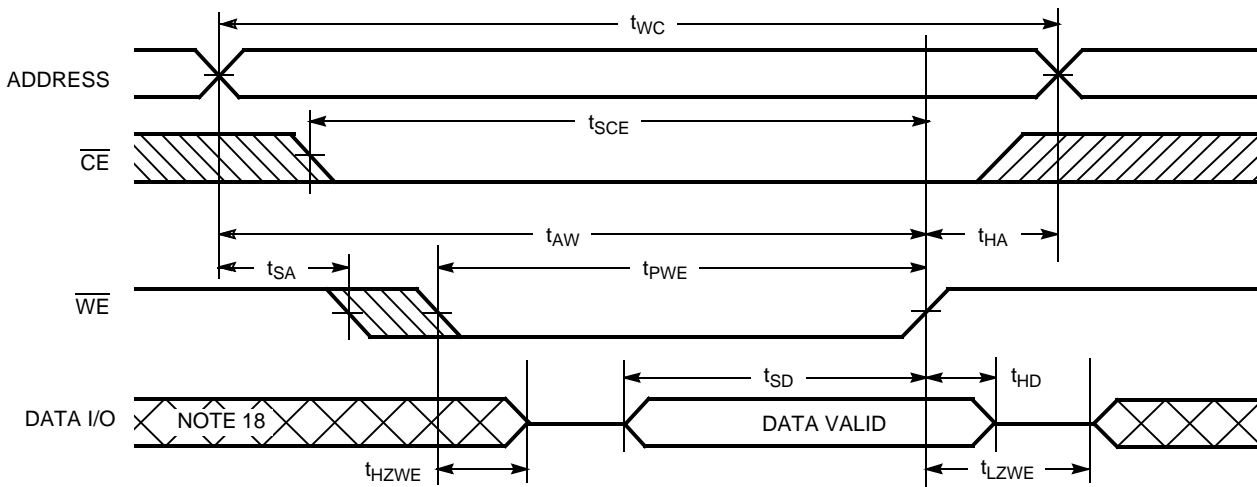 tWC
ADDRESS
tSCE
CE
tAW
tHA
tSA
tPWE
WE
tSD
tHD
DATA I/O
NOTE 18
DATA VALID
tHZWE
tLZWE